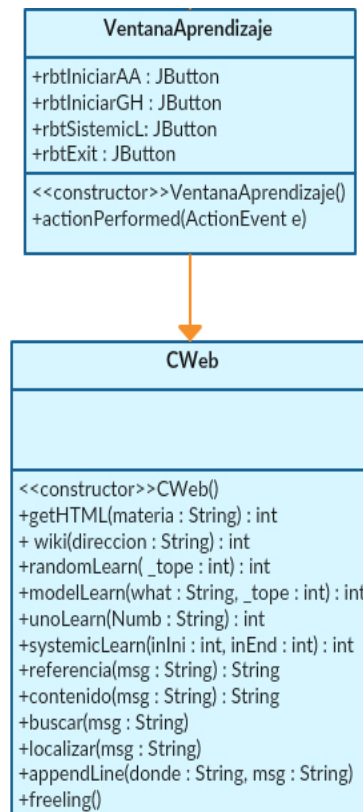 VentanaAprendizaje
+rbtIniciarAA : JButton
+rbtIniciarGH : JButton
+rbtSistemicL: JButton
+rbtExit : JButton
<<constructor>>VentanaAprendizaje()
+actionPerformed(ActionEvent e)
CWeb
<<constructor>>CWeb()
+getHTML(materia : String) : int
+ wiki(direccion : String) : int
+randomLearn( _tope : int) : int
+modelLearn(what : String, _tope : int) : int
+unoLearn(Numb : String) : int
+systemicLearn(inIni : int, inEnd : int) : int
+referencia(msg : String) : String
+contenido(msg : String) : String
+buscar(msg : String)
+localizar(msg : String)
+appendLine(donde : String, msg : String)
+freeling()